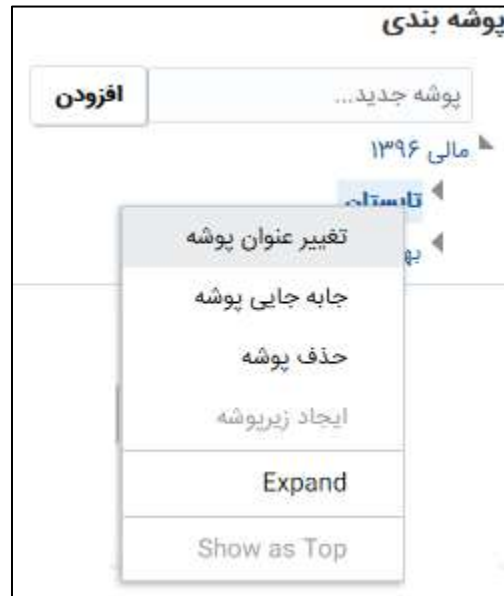 پوشه بندی
پوشه جدید...
افزودن
مالی ۱۳۹۶
تابستان
تغییر عنوان پوشه
جابه جایی پوشه
حذف پوشه
ایجاد زیرپوشه
Expand
Show as Top